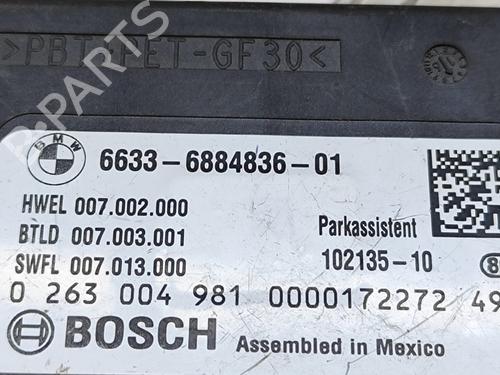 >PBT-PET-GF30<
BMW
6633-6884836-01
HWEL 007.002.000
BTLD 007.003.001
SWFL 007.013.000
Parkassistent
102135-10
0 263 004 981 0000172272 49
BOSCH
Assembled in Mexico